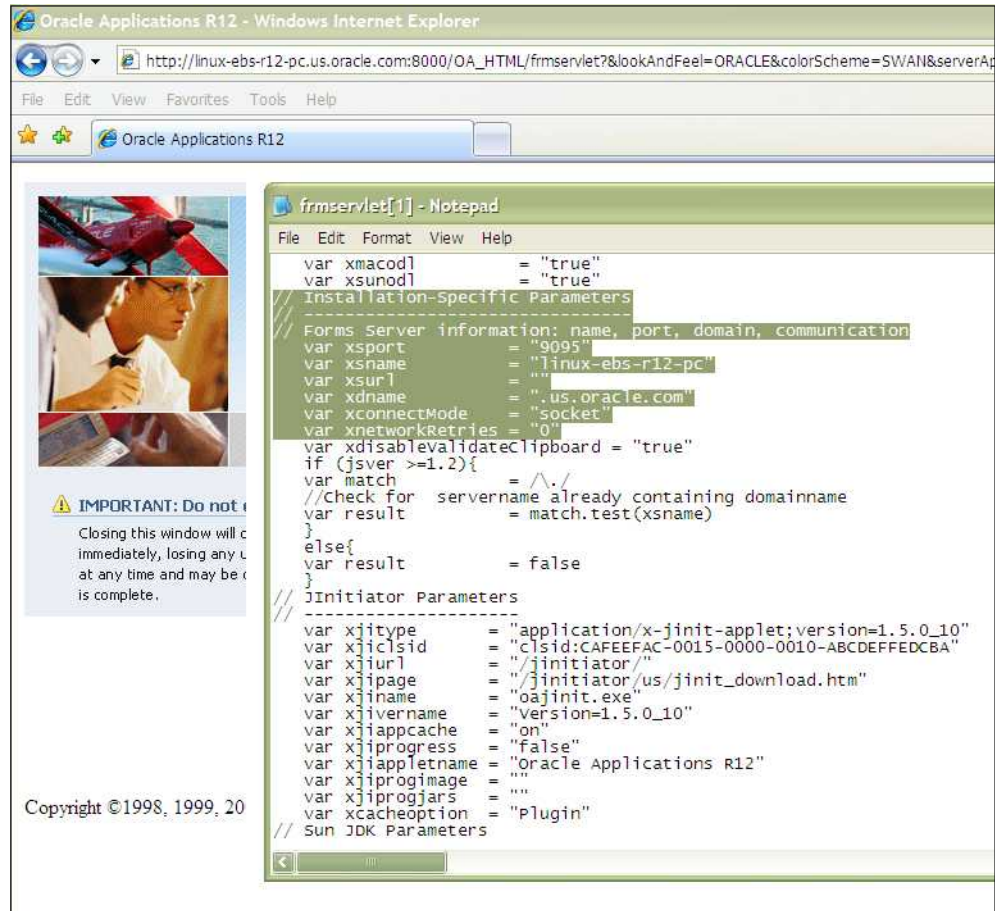 Oracle Applications R12 - Windows Internet Explorer
http://linux-ebs-r12-pc.us.oracle.com:8000/OA_HTML/frmservlet?&lookAndFeel=ORACLE&colorScheme=SWAN&serverAp
File Edit View Favorites Tools Help
Oracle Applications R12
frmservlet[1] - Notepad
File Edit Format View Help
var xmacodl = "true"
var xsunodl = "true"
// Installation-Specific Parameters
// ---------------------------------
// Forms Server information: name, port, domain, communication
var xsport = "9095"
var xsname = "linux-ebs-r12-pc"
var xsurl = ""
var xdname = ".us.oracle.com"
var xconnectMode = "socket"
var xnetworkRetries = "0"
var xdisableValidateClipboard = "true"
if (jsver >=1.2){
var match = /\./
//Check for servername already containing domainname
var result = match.test(xsname)
}
else{
var result = false
}
// JInitiator Parameters
// ----------------------
var xjitype = "application/x-jinit-applet;version=1.5.0_10"
var xjiclsid = "clsid:CAFEEFAC-0015-0000-0010-ABCDEFFEDCBA"
var xjiurl = "/jinitiator/"
var xjipage = "/jinitiator/us/jinit_download.htm"
var xjiname = "oajinit.exe"
var xjivername = "Version=1.5.0_10"
var xjiappcache = "on"
var xjiprogress = "false"
var xjiappletname = "Oracle Applications R12"
var xjiprogimage = ""
var xjiprogjars = ""
var xcacheoption = "Plugin"
// Sun JDK Parameters
IMPORTANT: Do not
Closing this window will c
immediately, losing any u
at any time and may be
is complete.
Copyright ©1998, 1999, 20